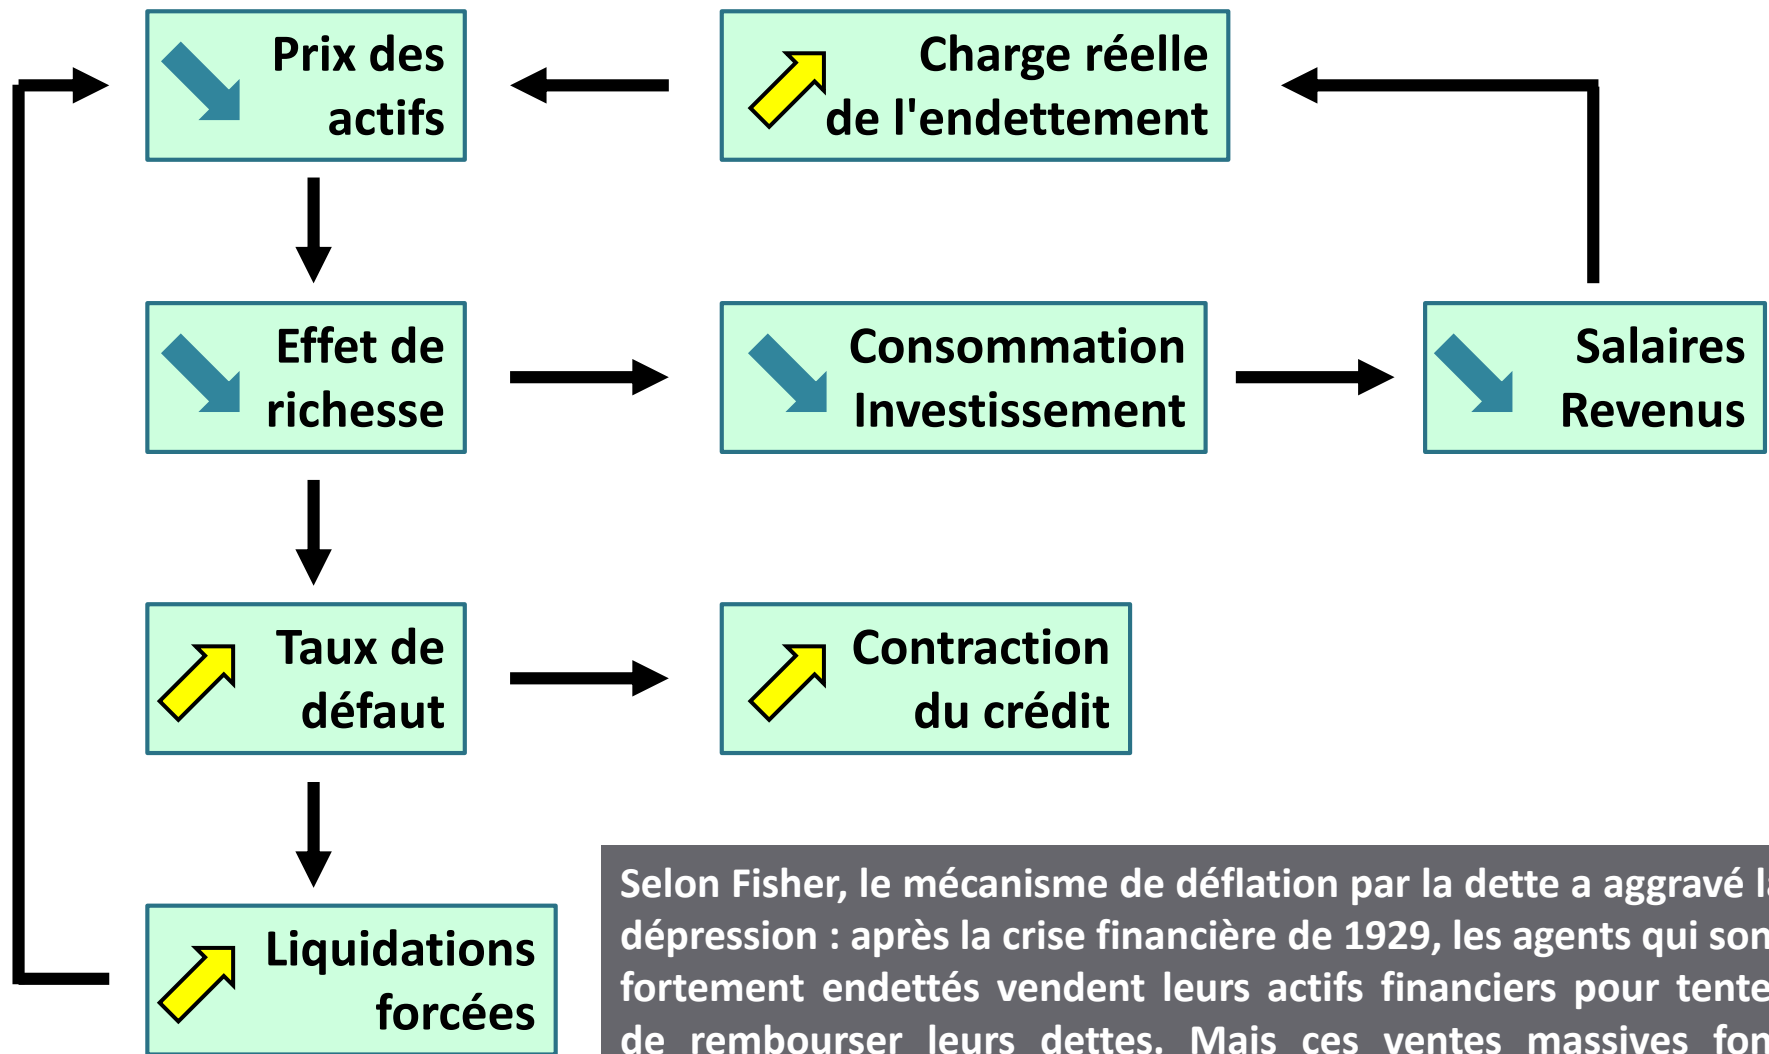 Prix des
actifs
Charge réelle
de l'endettement
Effet de
richesse
Consommation
Investissement
Salaires
Revenus
Taux de
défaut
Contraction
du crédit
Liquidations
forcées
Selon Fisher, le mécanisme de déflation par la dette a aggravé la
dépression : après la crise financière de 1929, les agents qui son
fortement endettés vendent leurs actifs financiers pour tente
de rembourser leurs dettes. Mais ces ventes massives fon